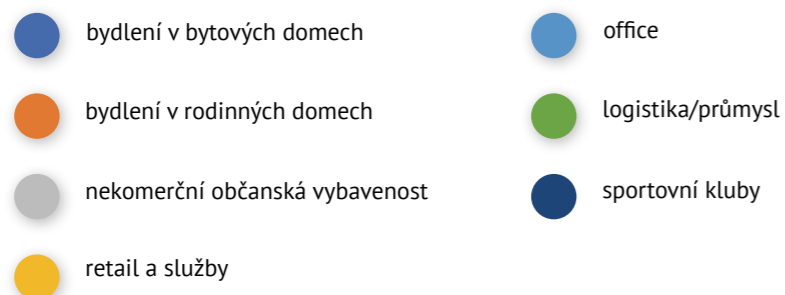 bydlení v bytových domech
bydlení v rodinných domech
nekomerční občanská vybavenost
retail a služby
office
logistika/průmysl
sportovní kluby